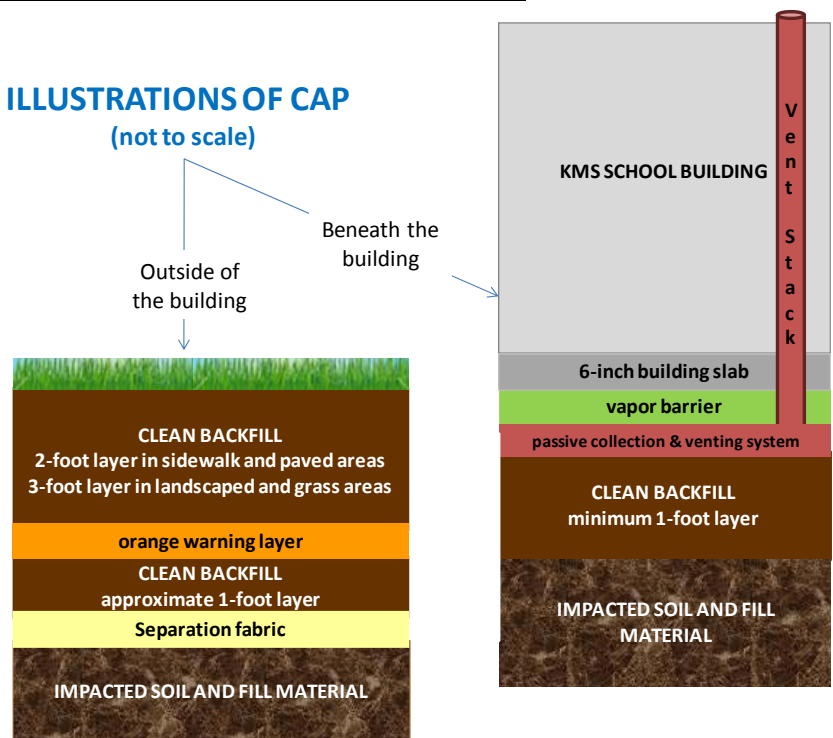 ILLUSTRATIONS OF CAP
(not to scale)
Outside of
the building
Beneath the
building
CLEAN BACKFILL
2-foot layer in sidewalk and paved areas
3-foot layer in landscaped and grass areas
orange warning layer
CLEAN BACKFILL
approximate 1-foot layer
Separation fabric
IMPACTED SOIL AND FILL MATERIAL
KMS SCHOOL BUILDING
Vent Stack
6-inch building slab
vapor barrier
passive collection & venting system
CLEAN BACKFILL
minimum 1-foot layer
IMPACTED SOIL AND FILL
MATERIAL